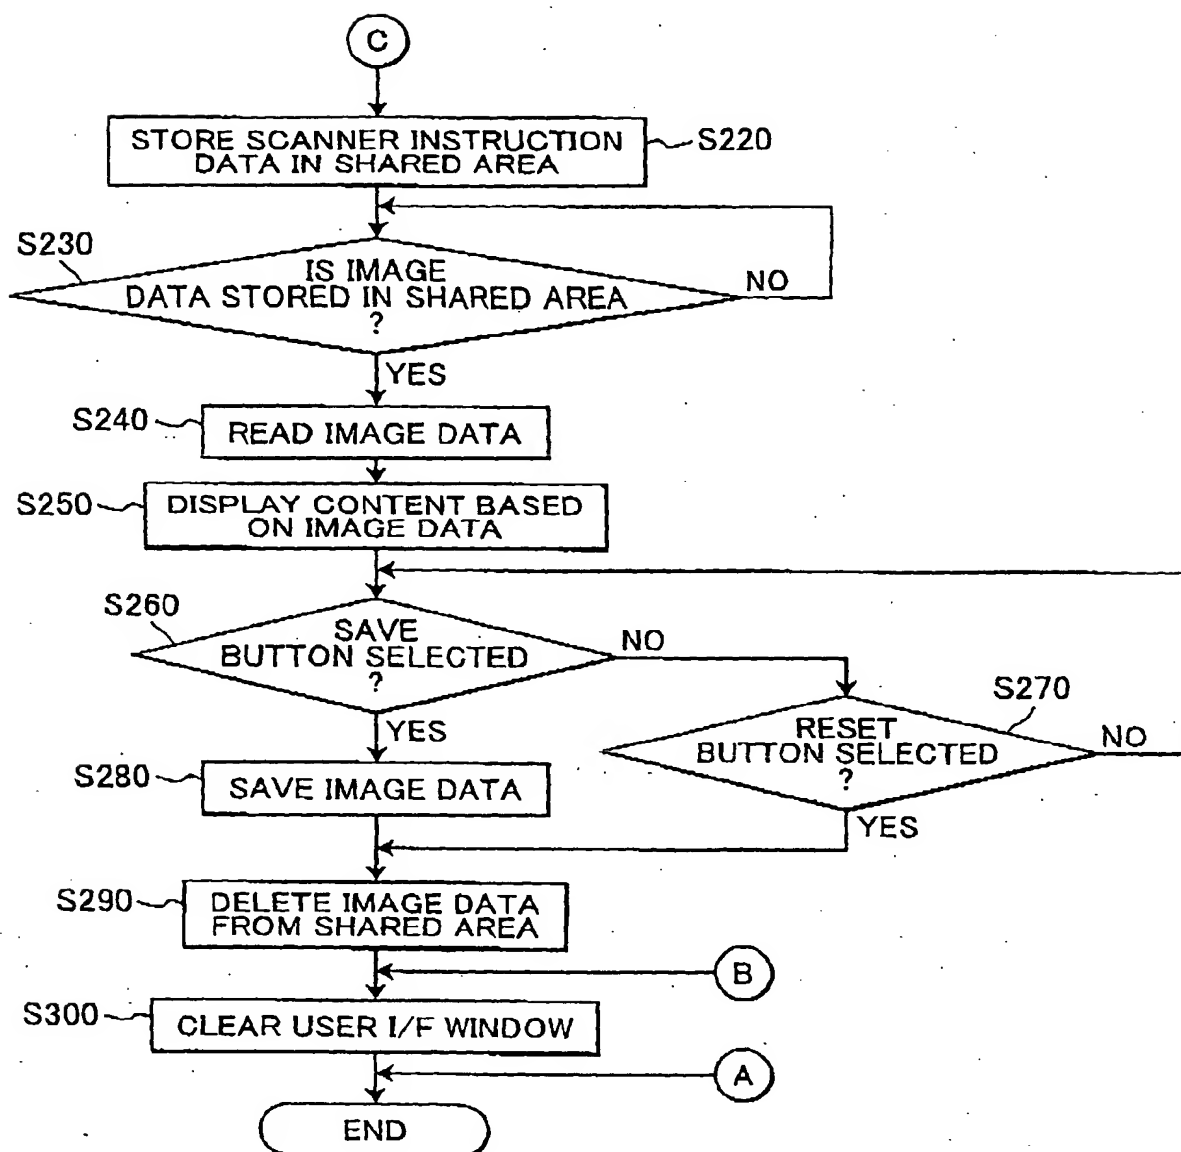 C
STORE SCANNER INSTRUCTION
DATA IN SHARED AREA
S220
S230
IS IMAGE
DATA STORED IN SHARED AREA
?
NO
YES
S240
READ IMAGE DATA
S250
DISPLAY CONTENT BASED
ON IMAGE DATA
S260
SAVE
BUTTON SELECTED
?
NO
S270
YES
RESET
BUTTON SELECTED
?
NO
S280
SAVE IMAGE DATA
YES
S290
DELETE IMAGE DATA
FROM SHARED AREA
B
S300
CLEAR USER I/F WINDOW
A
END